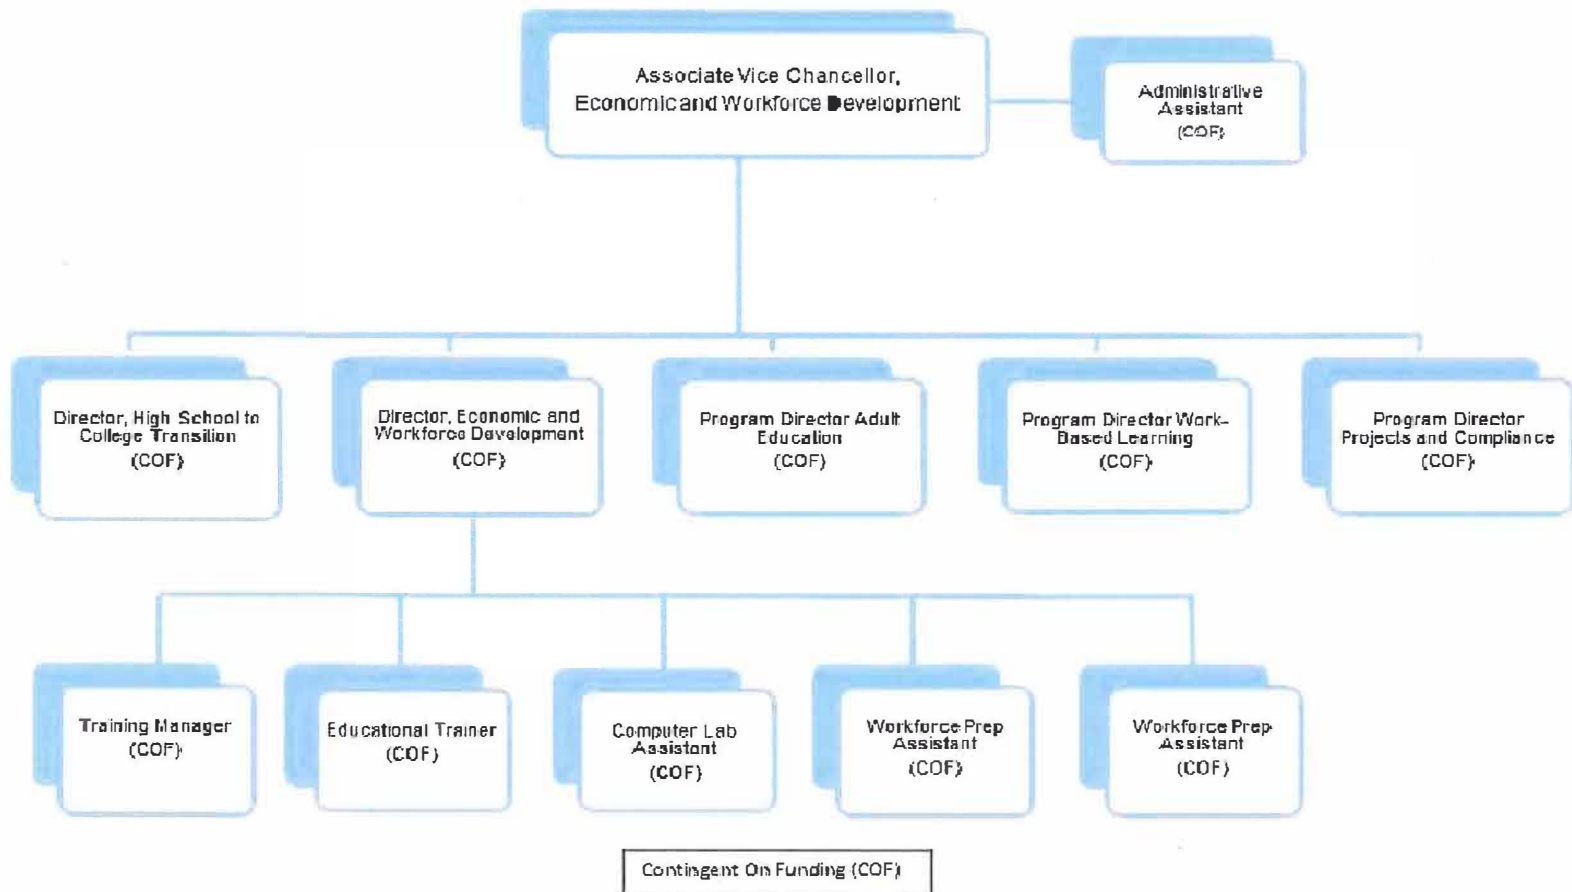 Associate Vice Chancellor,
Economic and Workforce Development
Administrative
Assistant
(COF)
Director, High School to
College Transition
(COF)
Director, Economic and
Workforce Development
(COF)
Program Director Adult
Education
(COF)
Program Director Work-
Based Learning
(COF)
Program Director
Projects and Compliance
(COF)
Training Manager
(COF)
Educational Trainer
(COF)
Computer Lab
Assistant
(COF)
Workforce Prep
Assistant
(COF)
Workforce Prep
Assistant
(COF)
Contingent On Funding (COF)